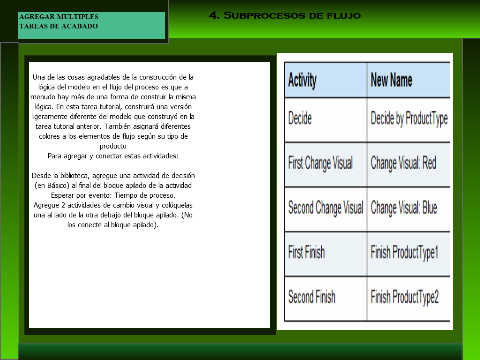 AGREGAR MULTIPLES
TAREAS DE ACABADO
4. Subprocesos de flujo
Una de las cosas agradables de la construcción de la
lógica del modelo en el flujo del proceso es que a
menudo hay más de una forma de construir la misma
lógica. En esta tarea tutorial, construirá una versión
ligeramente diferente del modelo que construyó en la
tarea tutorial anterior. También asignará diferentes
colores a los elementos de flujo según su tipo de
producto
Para agregar y conectar estas actividades:
Desde la biblioteca, agregue una actividad de decisión
(en Básico) al final de bloque apilado de la actividad
Esperar por evento: Tiempo de proceso.
Agregue 2 actividades de cambio visual y colóquelas
una al lado de la otra debajo del bloque apilado. (No
los conecte al bloque apilado).
Activity New Name
Decide Decide by ProductType
First Change Visual Change Visual: Red
Second Change Visual Change Visual: Blue
First Finish Finish ProductType1
Second Finish Finish ProductType2